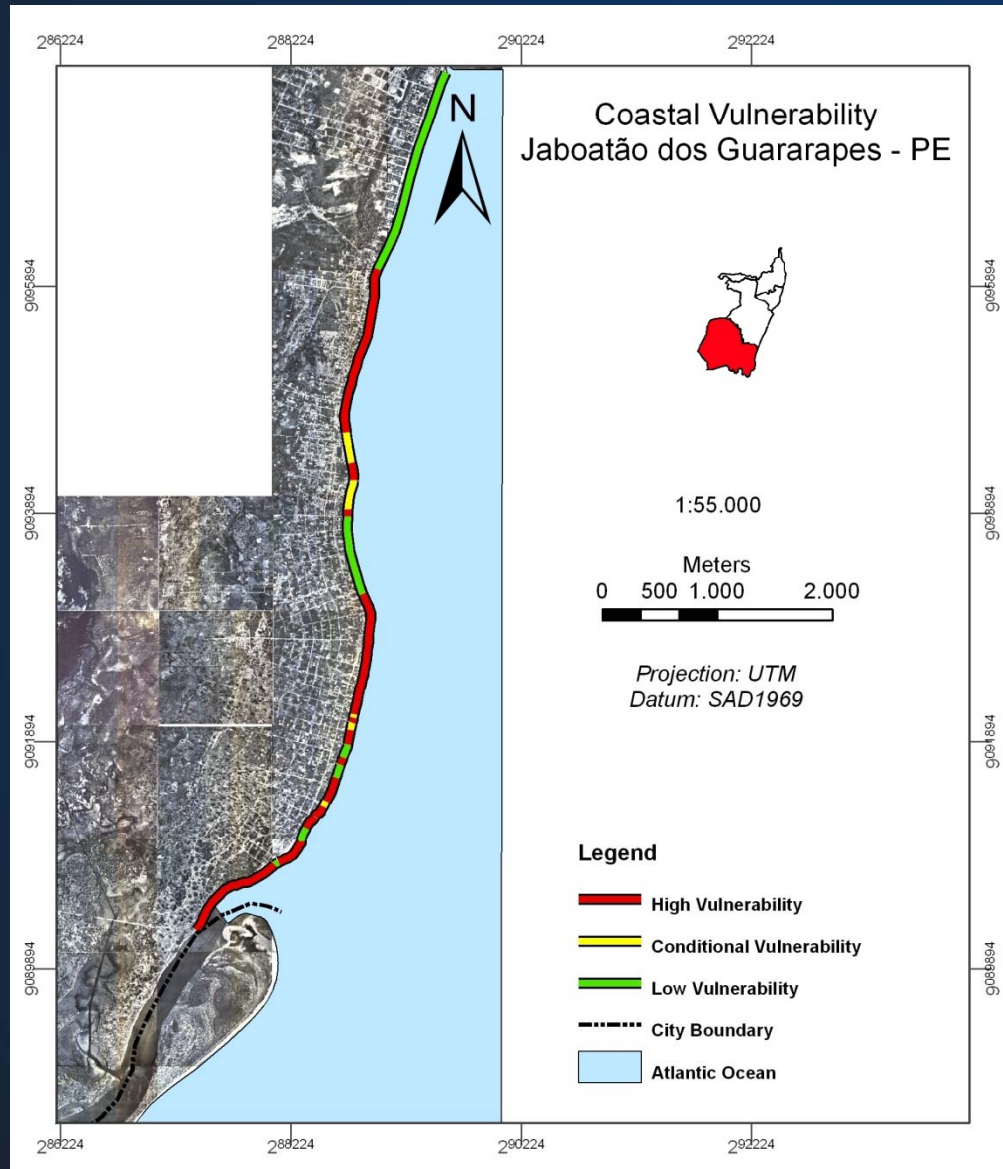 286224
288224
290224
292224
Coastal Vulnerability
Jaboatão dos Guararapes - PE
N
9095894
9095894
9093894
9093894
1:55.000
Meters
0 500 1.000 2.000
Projection: UTM
Datum: SAD1969
9091894
9091894
Legend
High Vulnerability
Conditional Vulnerability
Low Vulnerability
City Boundary
Atlantic Ocean
9089894
9089894
286224
288224
290224
292224